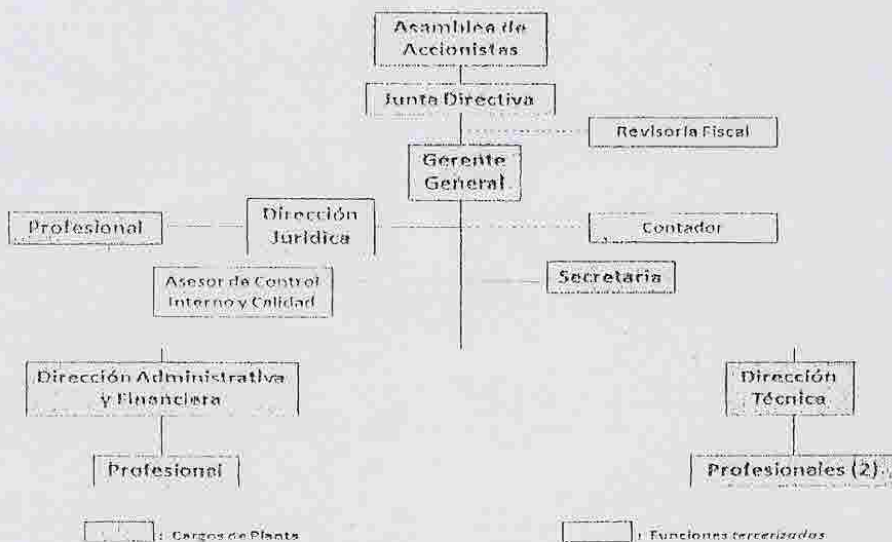 Asamblea de
Accionistas
Junta Directiva
Revisoría Fiscal
Gerente
General
Profesional
Dirección
Jurídica
Contador
Asesor de Control
Interno y Calidad
Secretaria
Dirección Administrativa
y Financiera
Dirección
Técnica
Profesional
Profesionales (2)
: Cargos de Planta
: Funciones tercerizadas